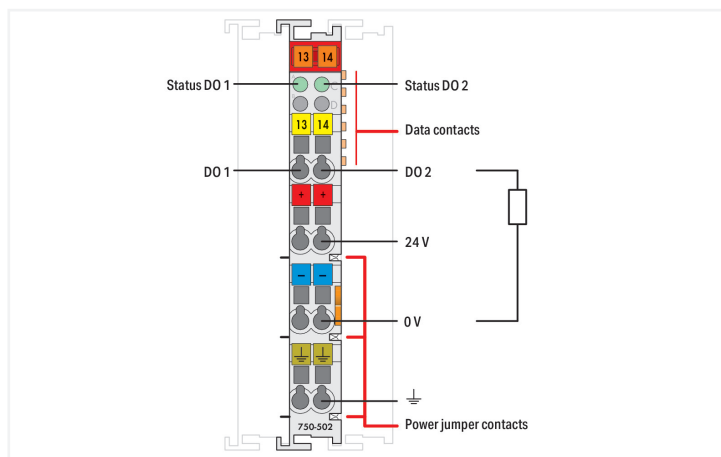 13 14
Status DO 1
Status DO 2
C
D
13 14
Data contacts
DO 1
DO 2
+ +
24 V
– –
0 V
750-502
Power jumper contacts